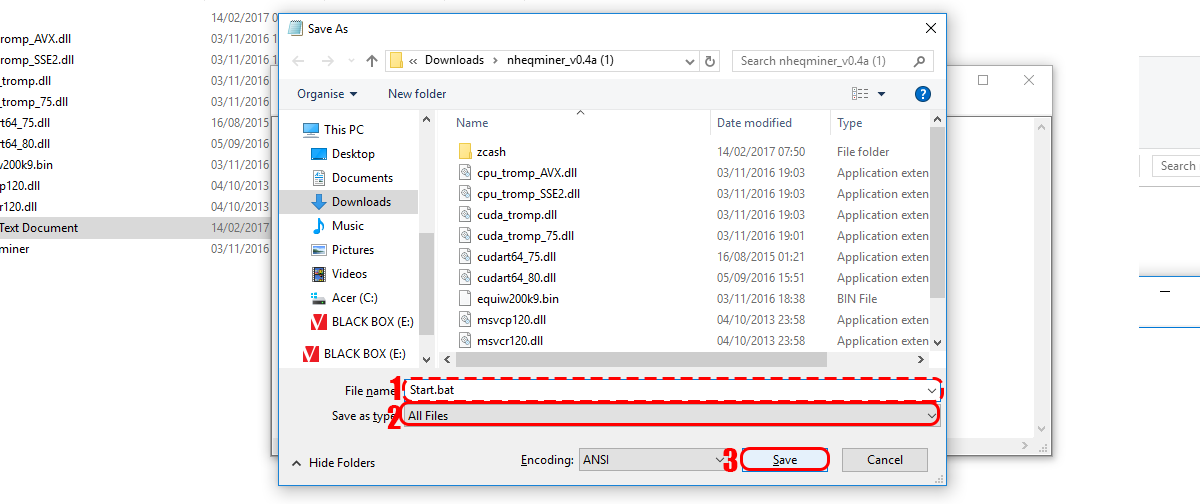 14/02/2017 0
romp_AVX.dll 03/11/2016 1
romp_SSE2.dll 03/11/2016 1
_tromp.dll 03/11/2016
_tromp_75.dll 03/11/2016
rt64_75.dll 16/08/2015
rt64_80.dll 05/09/2016
w200k9.bin 03/11/2016
p120.dll 04/10/2013
r120.dll 04/10/2013
Text Document 14/02/2017
miner 03/11/2016
Save As
« Downloads > nheqminer_v0.4a (1)
Search nheqminer_v0.4a (1)
Organise New folder
?
This PC
Desktop
Documents
Downloads
Music
Pictures
Videos
Acer (C:)
BLACK BOX (E:)
BLACK BOX (E:)
Name Date modified Type
zcash 14/02/2017 07:50 File folder
cpu_tromp_AVX.dll 03/11/2016 19:03 Application exten
cpu_tromp_SSE2.dll 03/11/2016 19:03 Application exten
cuda_tromp.dll 03/11/2016 19:03 Application exten
cuda_tromp_75.dll 03/11/2016 19:01 Application exten
cudart64_75.dll 16/08/2015 01:21 Application exten
cudart64_80.dll 05/09/2016 15:51 Application exten
equiw200k9.bin 03/11/2016 18:38 BIN File
msvcp120.dll 04/10/2013 23:58 Application exten
msvcr120.dll 04/10/2013 23:58 Application exten
File name 1 Start.bat
Save as type 2 All Files
Hide Folders
Encoding: ANSI
3 Save
Cancel
Search